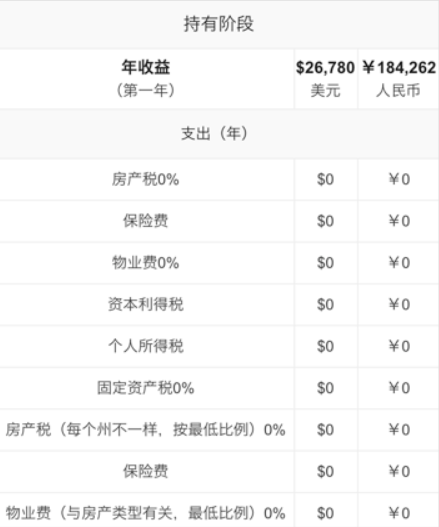 持有阶段
年收益 $26,780 ￥184,262
（第一年） 美元 人民币
支出（年）
房产税0% $0 ￥0
保险费 $0 ￥0
物业费0% $0 ￥0
资本利得税 $0 ￥0
个人所得税 $0 ￥0
固定资产税0% $0 ￥0
房产税（每个州不一样，按最低比例）0% $0 ￥0
保险费 $0 ￥0
物业费（与房产类型有关，最低比例）0% $0 ￥0